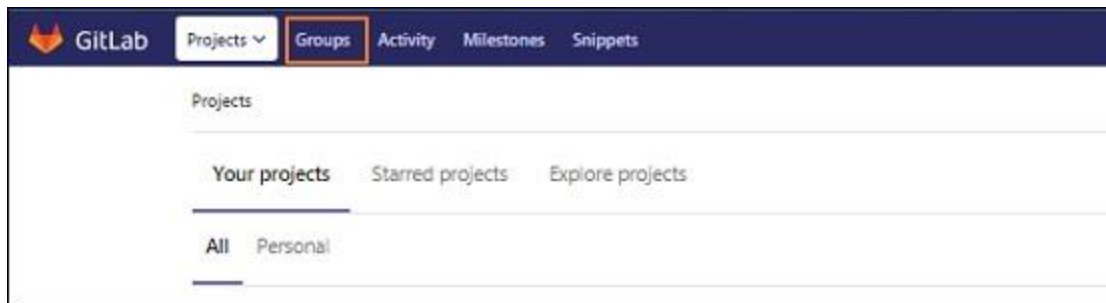 GitLab Projects Groups Activity Milestones Snippets
Projects
Your projects Starred projects Explore projects
All Personal